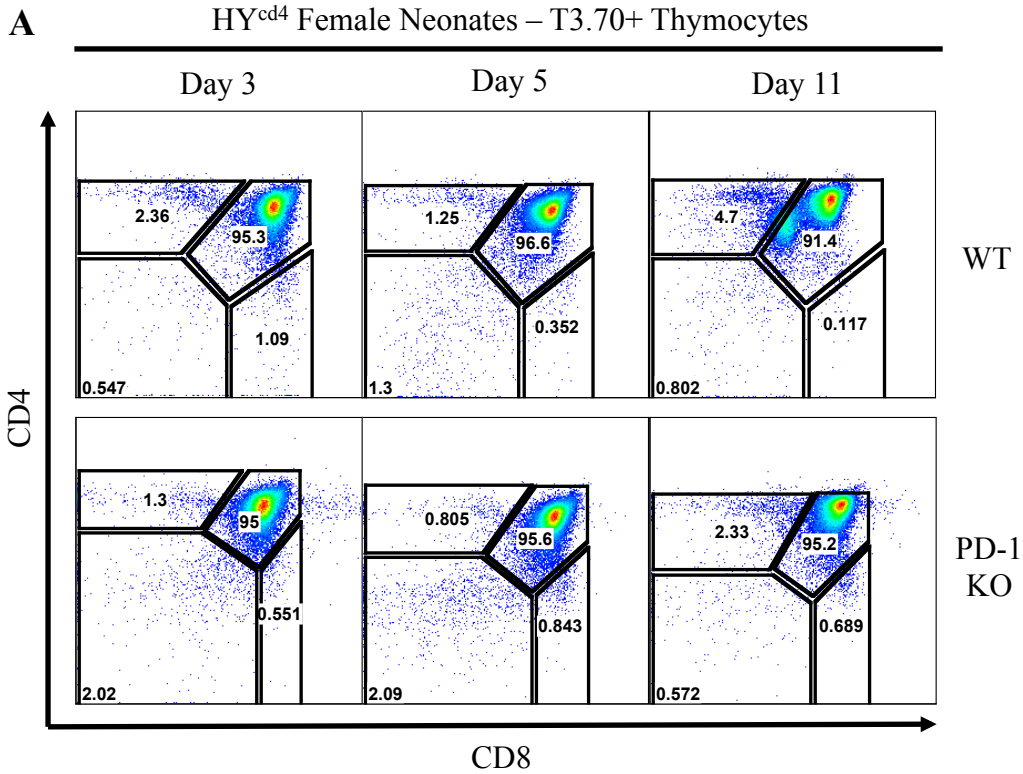 A
HYcd4 Female Neonates – T3.70+ Thymocytes
Day 3 Day 5 Day 11
2.36 95.3 1.09 0.547
1.25 96.6 0.352 1.3
4.7 91.4 0.117 0.802
WT
1.3 95 0.551 2.02
0.805 95.6 0.843 2.09
2.33 95.2 0.689 0.572
PD-1
KO
CD4
CD8